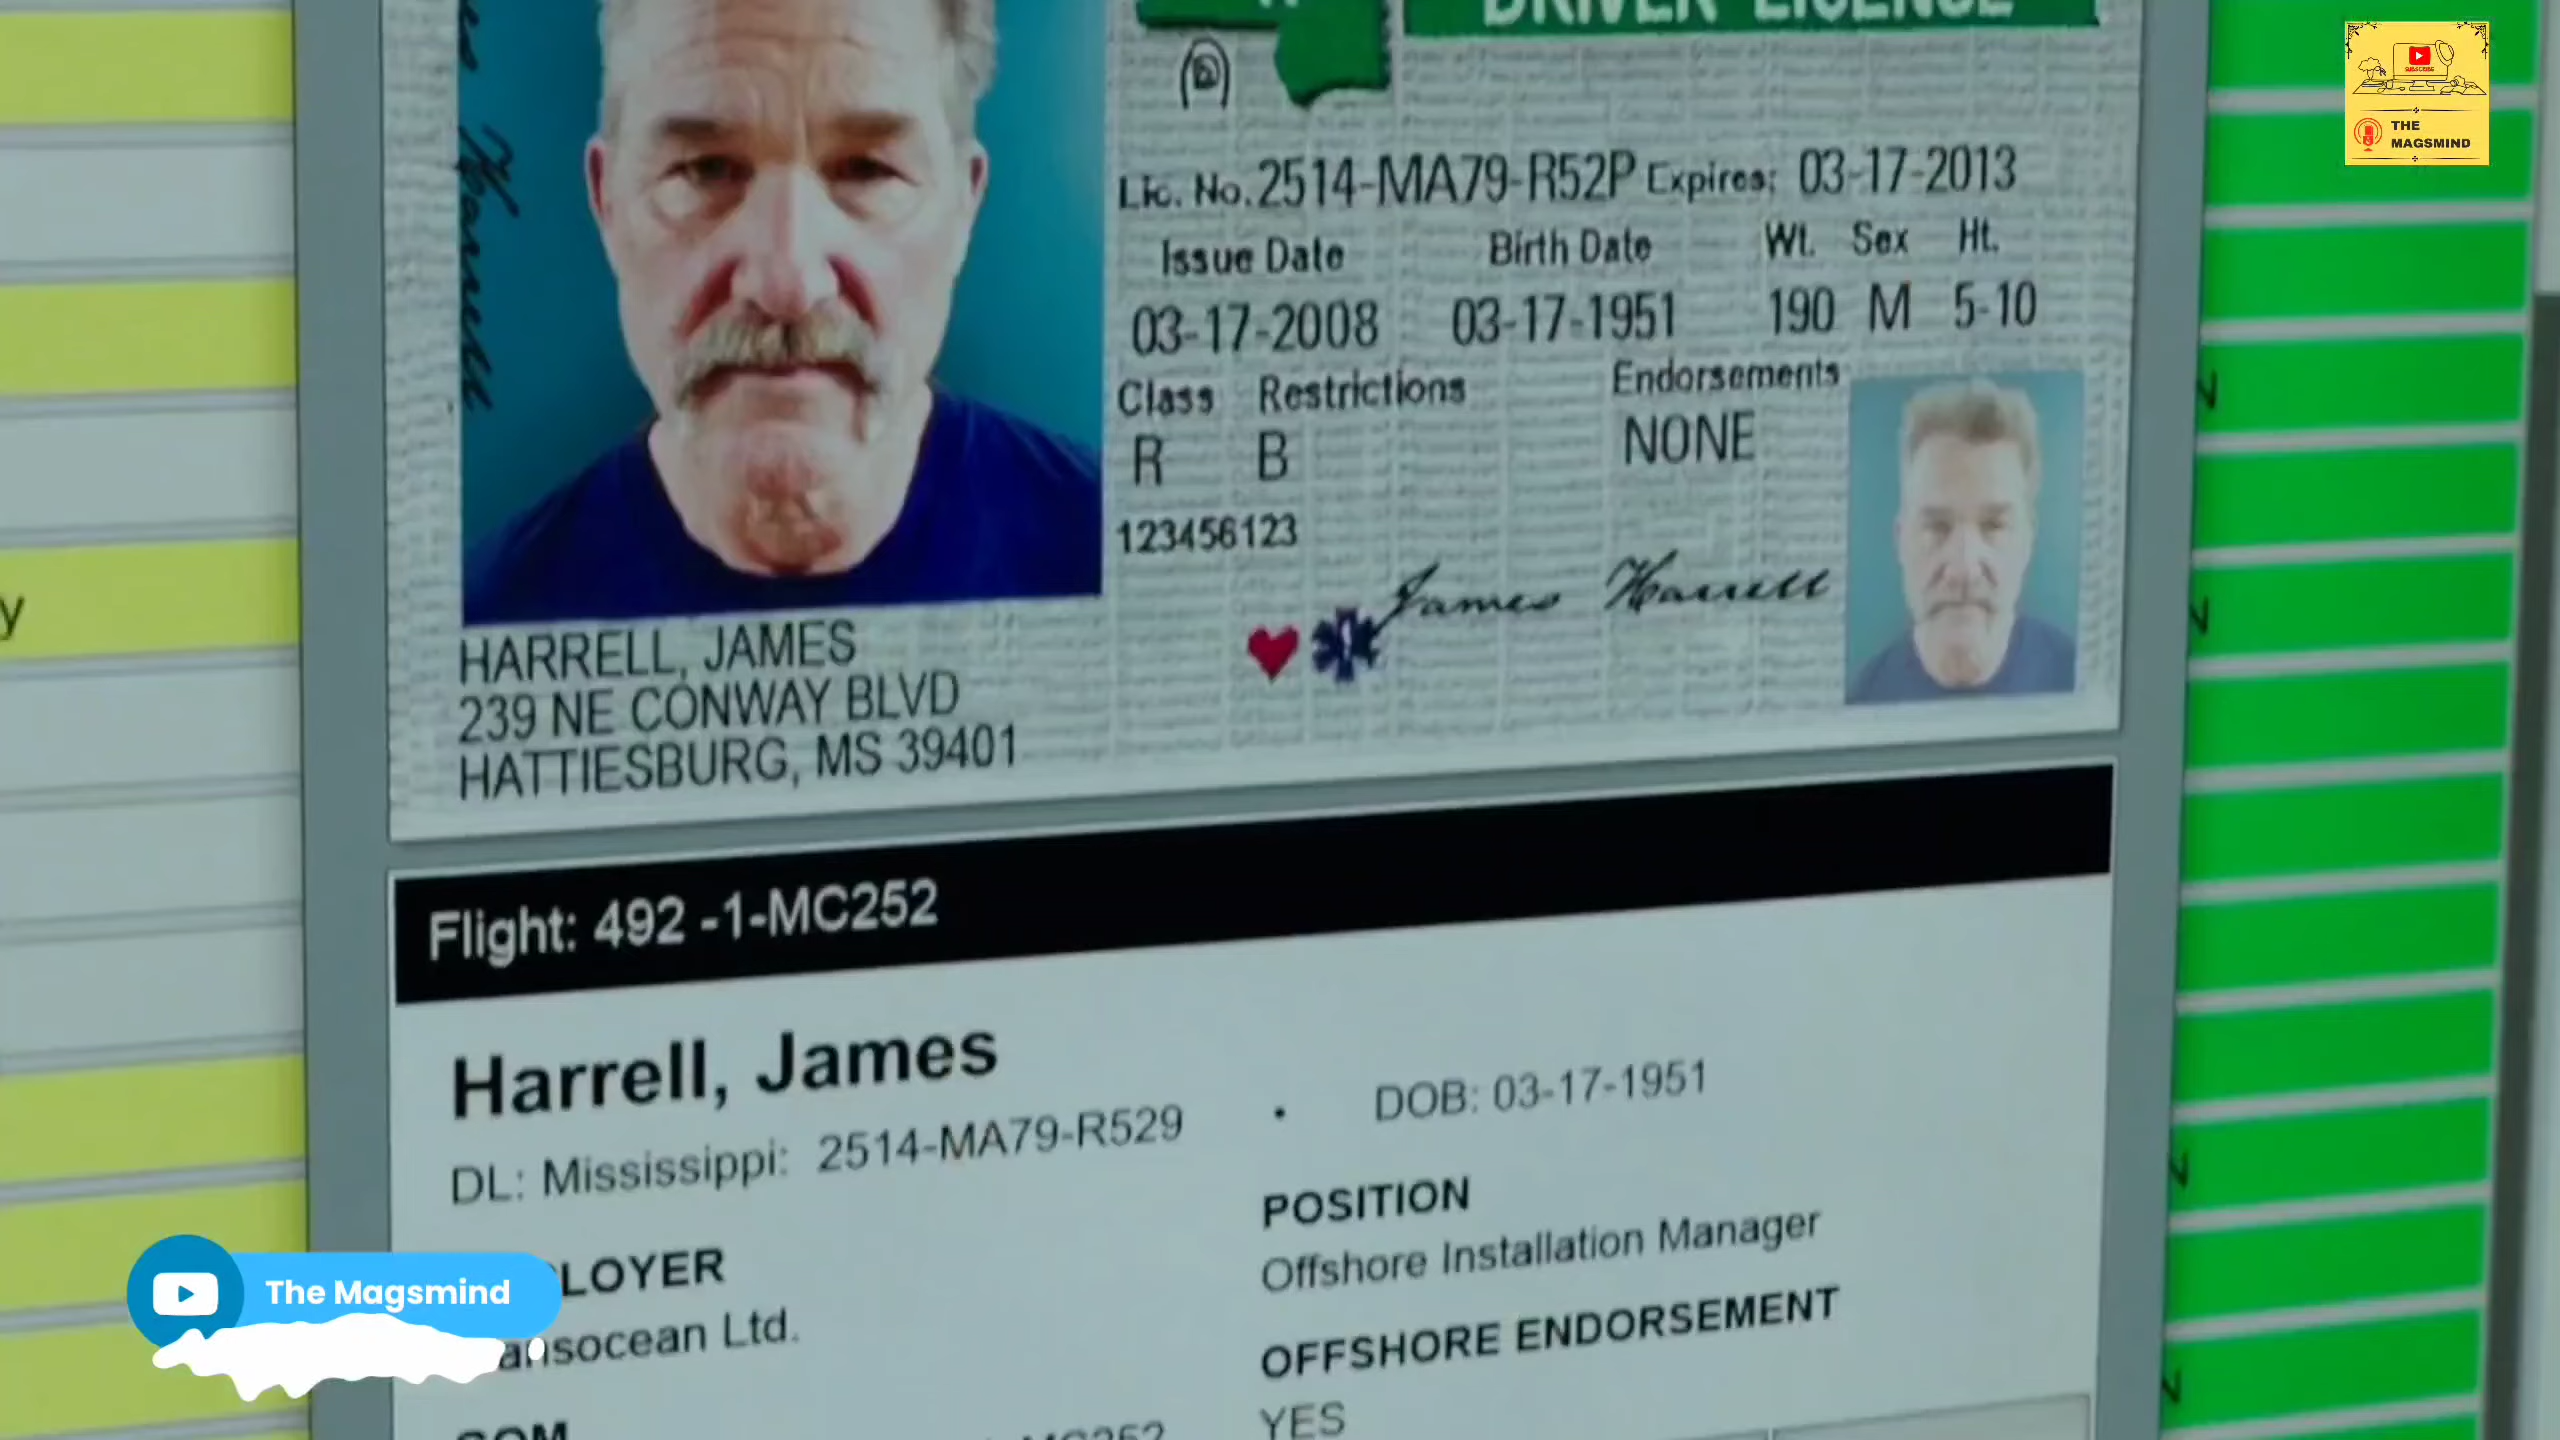 DRIVER LICENSE
THE
MAGSMIND
Lic. No. 2514-MA79-R52P Expires: 03-17-2013
Issue Date Birth Date Wt. Sex Ht.
03-17-2008 03-17-1951 190 M 5-10
Class Restrictions Endorsements
R B NONE
123456123
James Harrell
HARRELL, JAMES
239 NE CONWAY BLVD
HATTIESBURG, MS 39401
y
Flight: 492 -1-MC252
Harrell, James
DL: Mississippi: 2514-MA79-R529 • DOB: 03-17-1951
POSITION
Offshore Installation Manager
LOYER
The Magsmind
ansocean Ltd.
OFFSHORE ENDORSEMENT
YES